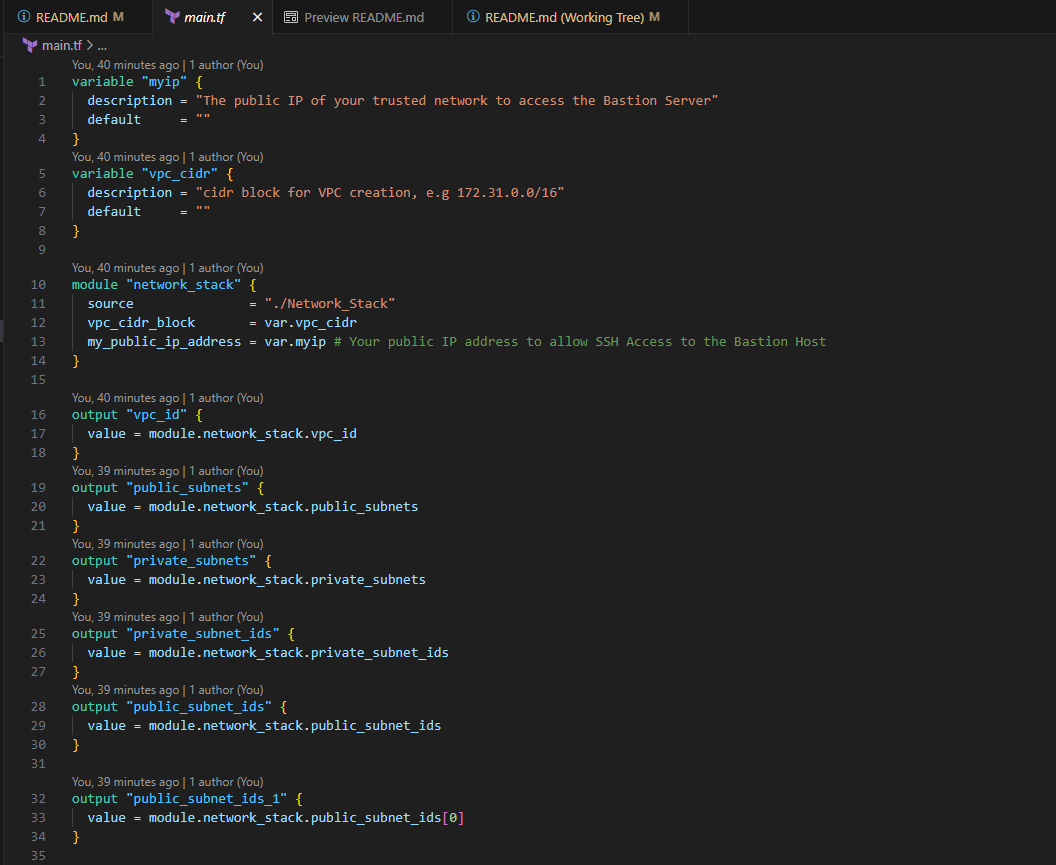 README.md M main.tf Preview README.md README.md (Working Tree) M
main.tf > ...
You, 40 minutes ago | 1 author (You)
1 variable "myip" {
2 description = "The public IP of your trusted network to access the Bastion Server"
3 default = ""
4 }
You, 40 minutes ago | 1 author (You)
5 variable "vpc_cidr" {
6 description = "cidr block for VPC creation, e.g 172.31.0.0/16"
7 default = ""
8 }
9
You, 40 minutes ago | 1 author (You)
10 module "network_stack" {
11 source = "./Network_Stack"
12 vpc_cidr_block = var.vpc_cidr
13 my_public_ip_address = var.myip # Your public IP address to allow SSH Access to the Bastion Host
14 }
15
You, 40 minutes ago | 1 author (You)
16 output "vpc_id" {
17 value = module.network_stack.vpc_id
18 }
You, 39 minutes ago | 1 author (You)
19 output "public_subnets" {
20 value = module.network_stack.public_subnets
21 }
You, 39 minutes ago | 1 author (You)
22 output "private_subnets" {
23 value = module.network_stack.private_subnets
24 }
You, 39 minutes ago | 1 author (You)
25 output "private_subnet_ids" {
26 value = module.network_stack.private_subnet_ids
27 }
You, 39 minutes ago | 1 author (You)
28 output "public_subnet_ids" {
29 value = module.network_stack.public_subnet_ids
30 }
31
You, 39 minutes ago | 1 author (You)
32 output "public_subnet_ids_1" {
33 value = module.network_stack.public_subnet_ids[0]
34 }
35